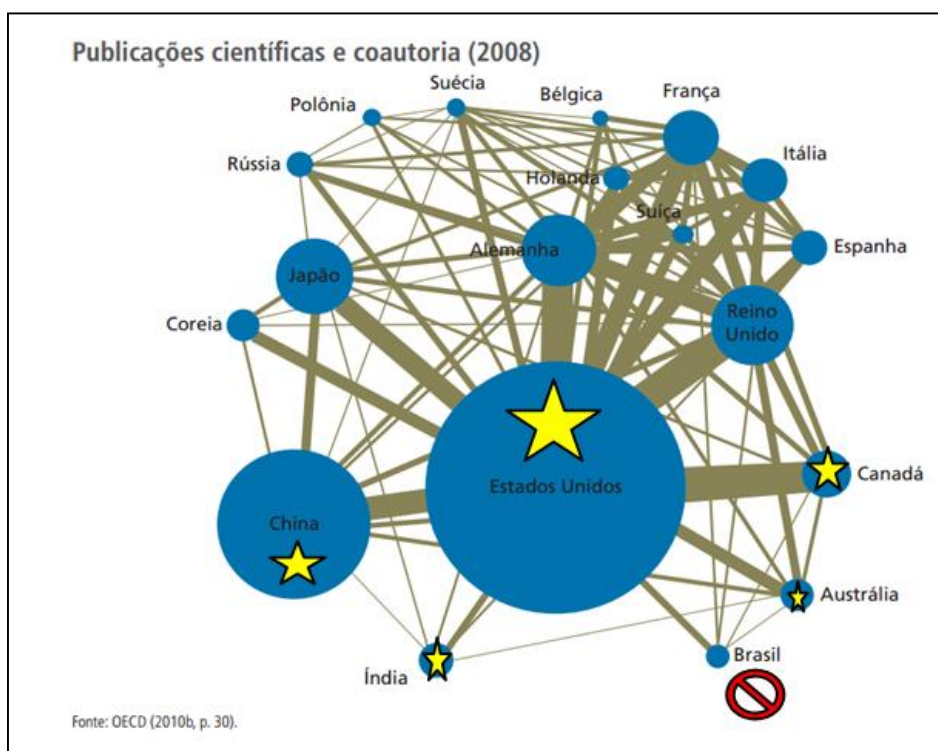 Publicações científicas e coautoria (2008)
Suécia
Polônia
Bélgica
França
Rússia
Holanda
Itália
Suíça
Alemanha
Espanha
Japão
Reino
Unido
Coreia
Estados Unidos
Canadá
China
Austrália
Brasil
Índia
Fonte: OECD (2010b, p. 30).